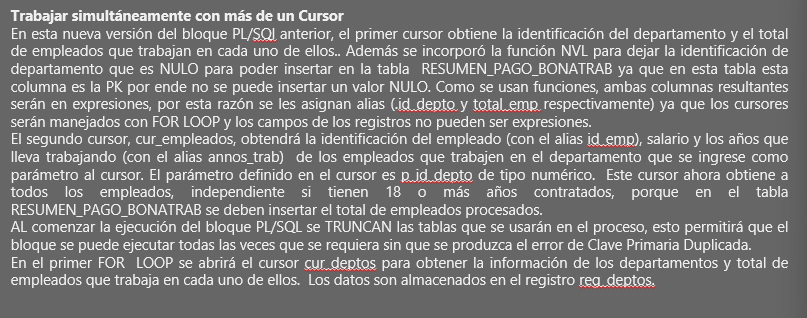 Trabajar simultáneamente con más de un Cursor
En esta nueva versión del bloque PL/SQL anterior, el primer cursor obtiene la identificación del departamento y el total
de empleados que trabajan en cada uno de ellos.. Además se incorporó la función NVL para dejar la identificación de
departamento que es NULO para poder insertar en la tabla RESUMEN_PAGO_BONATRAB ya que en esta tabla esta
columna es la PK por ende no se puede insertar un valor NULO. Como se usan funciones, ambas columnas resultantes
serán en expresiones, por esta razón se les asignan alias (.id_depto y total_emp respectivamente) ya que los cursores
serán manejados con FOR LOOP y los campos de los registros no pueden ser expresiones.
El segundo cursor, cur_empleados, obtendrá la identificación del empleado (con el alias id_emp), salario y los años que
lleva trabajando (con el alias annos_trab) de los empleados que trabajen en el departamento que se ingrese como
parámetro al cursor. El parámetro definido en el cursor es p_id_depto de tipo numérico. Este cursor ahora obtiene a
todos los empleados, independiente si tienen 18 o más años contratados, porque en el tabla
RESUMEN_PAGO_BONATRAB se deben insertar el total de empleados procesados.
AL comenzar la ejecución del bloque PL/SQL se TRUNCAN las tablas que se usarán en el proceso, esto permitirá que el
bloque se puede ejecutar todas las veces que se requiera sin que se produzca el error de Clave Primaria Duplicada.
En el primer FOR LOOP se abrirá el cursor cur_deptos para obtener la información de los departamentos y total de
empleados que trabaja en cada uno de ellos. Los datos son almacenados en el registro reg_deptos.